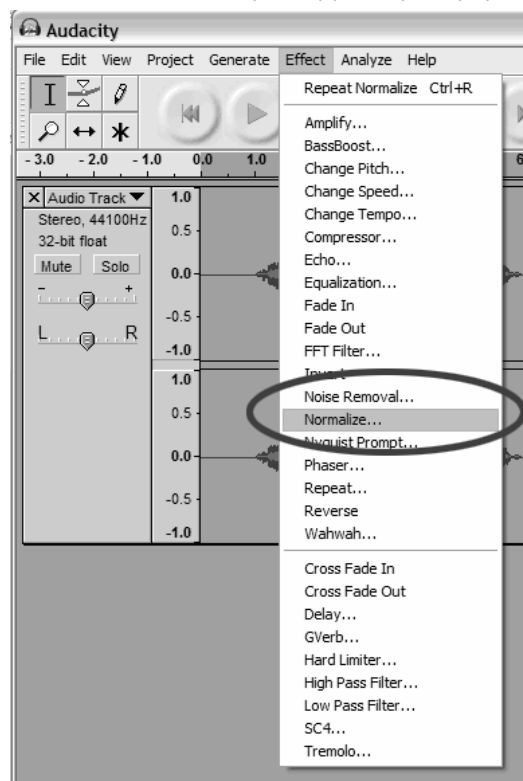 Audacity
File Edit View Project Generate Effect Analyze Help
- 3.0 - 2.0 - 1.0 0.0 1.0 6
X Audio Track
Stereo, 44100Hz
32-bit float
Mute Solo
- +
L R
1.0
0.5
0.0
-0.5
-1.0
1.0
0.5
0.0
-0.5
-1.0
Repeat Normalize Ctrl+R
Amplify...
BassBoost...
Change Pitch...
Change Speed...
Change Tempo...
Compressor...
Echo...
Equalization...
Fade In
Fade Out
FFT Filter...
Invert
Noise Removal...
Normalize...
Nyquist Prompt...
Phaser...
Repeat...
Reverse
Wahwah...
Cross Fade In
Cross Fade Out
Delay...
GVerb...
Hard Limiter...
High Pass Filter...
Low Pass Filter...
SC4...
Tremolo...